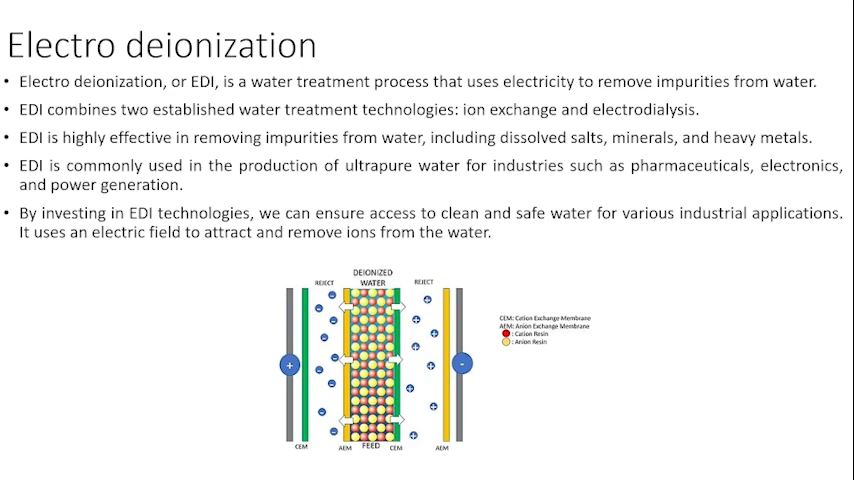 Electro deionization
• Electro deionization, or EDI, is a water treatment process that uses electricity to remove impurities from water.
• EDI combines two established water treatment technologies: ion exchange and electrodialysis.
• EDI is highly effective in removing impurities from water, including dissolved salts, minerals, and heavy metals.
• EDI is commonly used in the production of ultrapure water for industries such as pharmaceuticals, electronics,
and power generation.
• By investing in EDI technologies, we can ensure access to clean and safe water for various industrial applications.
It uses an electric field to attract and remove ions from the water.
DEIONIZED
WATER
REJECT
REJECT
CEM: Cation Exchange Membrane
AEM: Anion Exchange Membrane
: Cation Resin
: Anion Resin
+
-
CEM
AEM
FEED
CEM
AEM